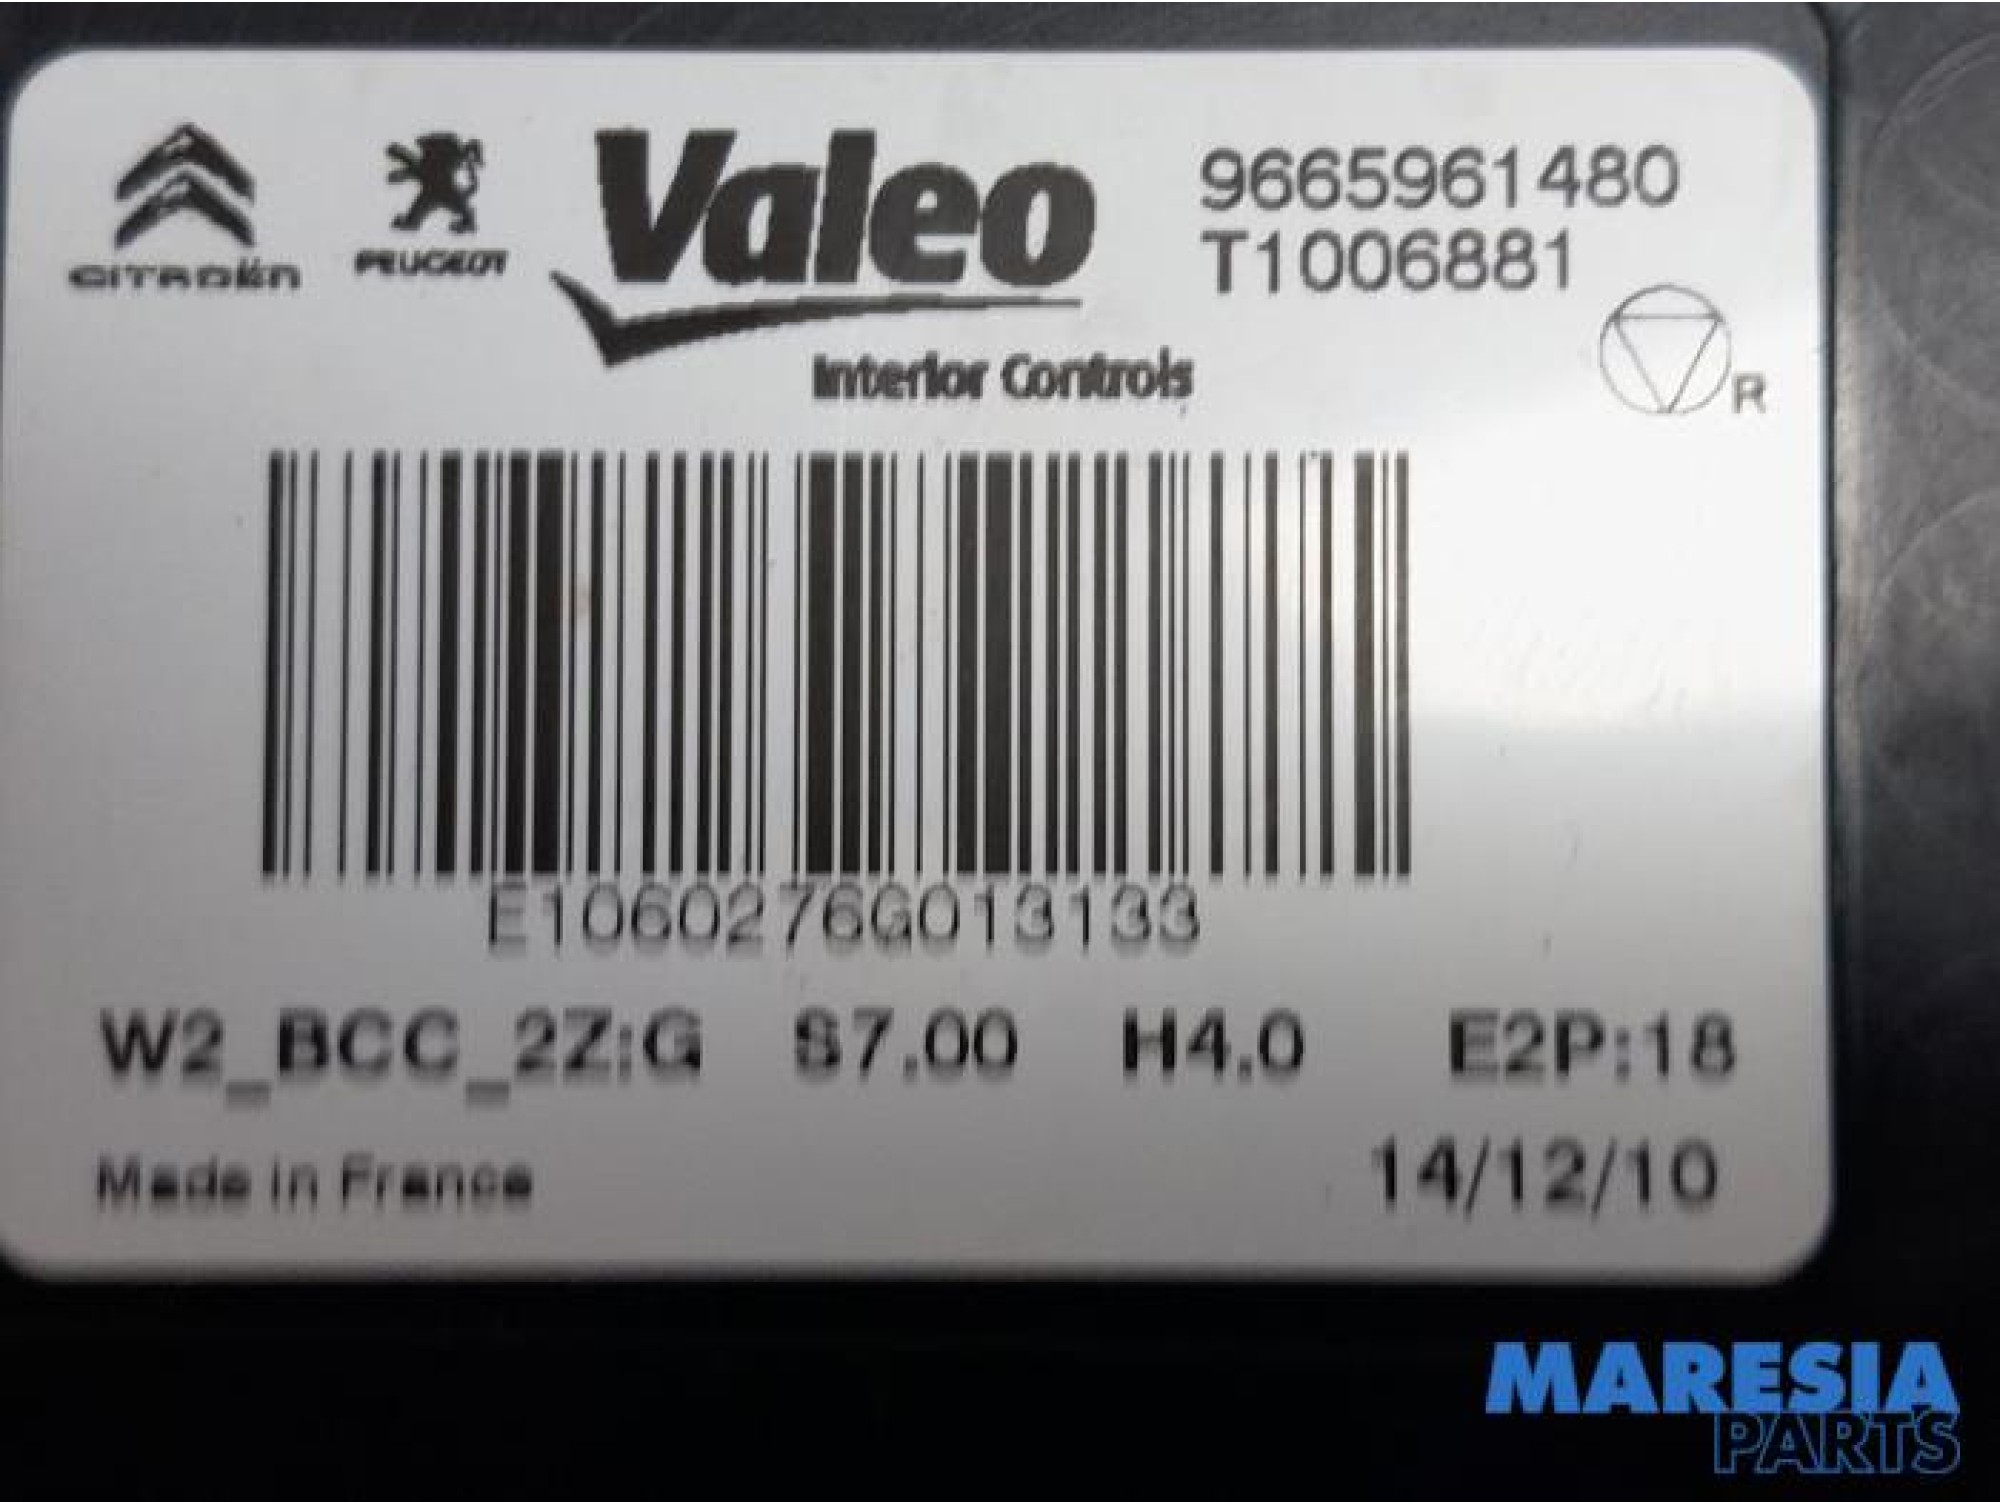 CITROËN
PEUGEOT
Valeo
Interior Controls
9665961480
T1006881
R
E1060276G013133
W2_BCC_2Z:G S7.00 H4.0 E2P:18
Made in France
14/12/10
MARESIA
PARTS